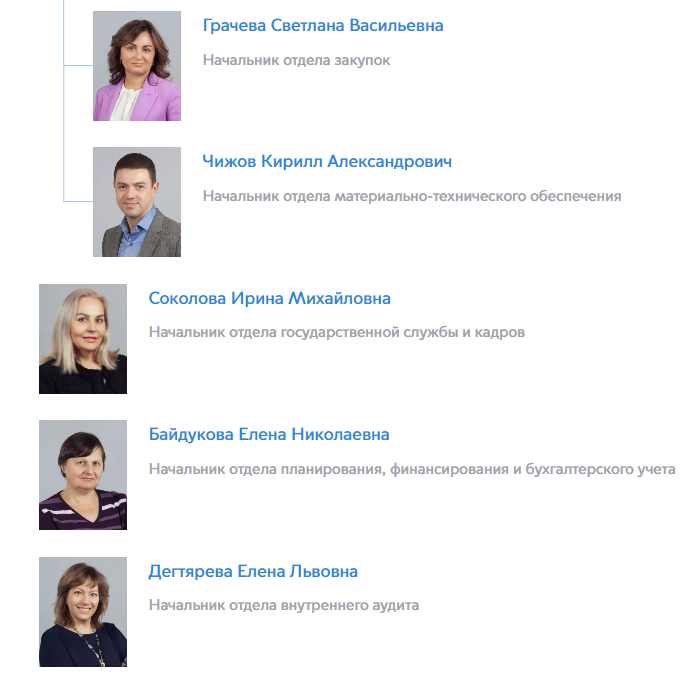 Грачева Светлана Васильевна
Начальник отдела закупок
Чижов Кирилл Александрович
Начальник отдела материально-технического обеспечения
Соколова Ирина Михайловна
Начальник отдела государственной службы и кадров
Байдукова Елена Николаевна
Начальник отдела планирования, финансирования и бухгалтерского учета
Дегтярева Елена Львовна
Начальник отдела внутреннего аудита